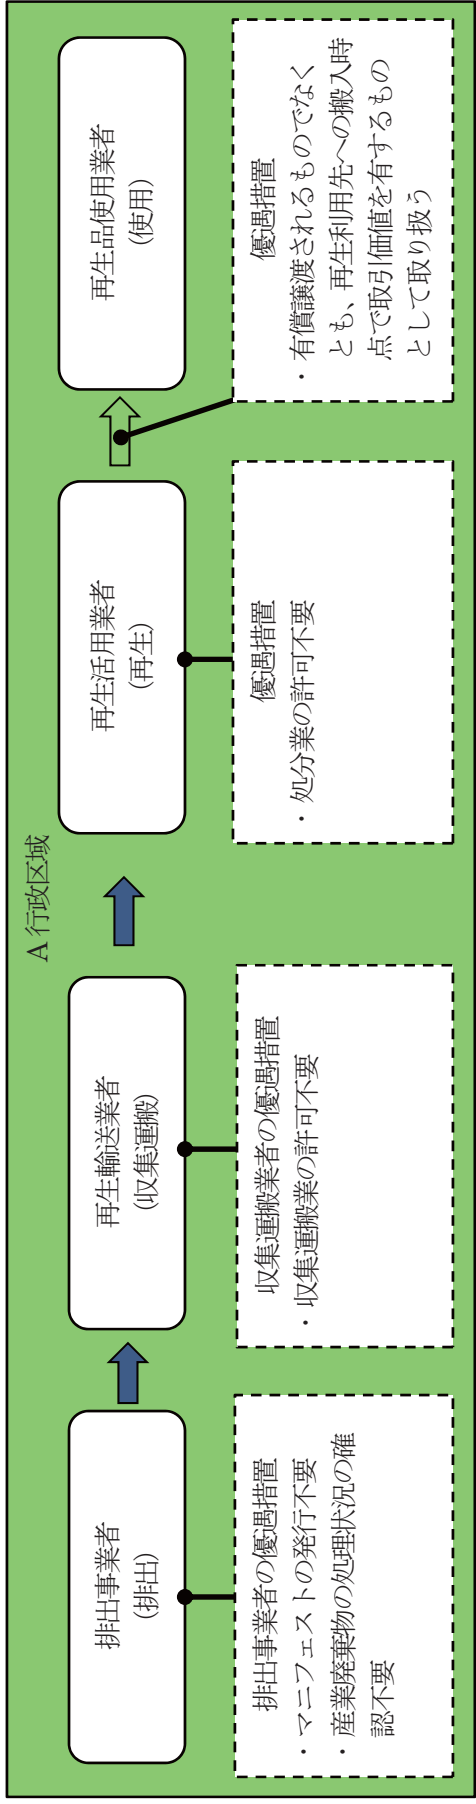 A 行政区域
排出事業者
(排出)
排出事業者の優遇措置
・マニフェストの発行不要
・産業廃棄物の処理状況の確
認不要
再生輸送業者
(収集運搬)
収集運搬業者の優遇措置
・収集運搬業の許可不要
再生活用業者
(再生)
優遇措置
・処分業の許可不要
再生品使用業者
(使用)
優遇措置
・有償譲渡されるものでなく
とも、再生利用先への搬入時
点で取引価値を有するもの
として取り扱う